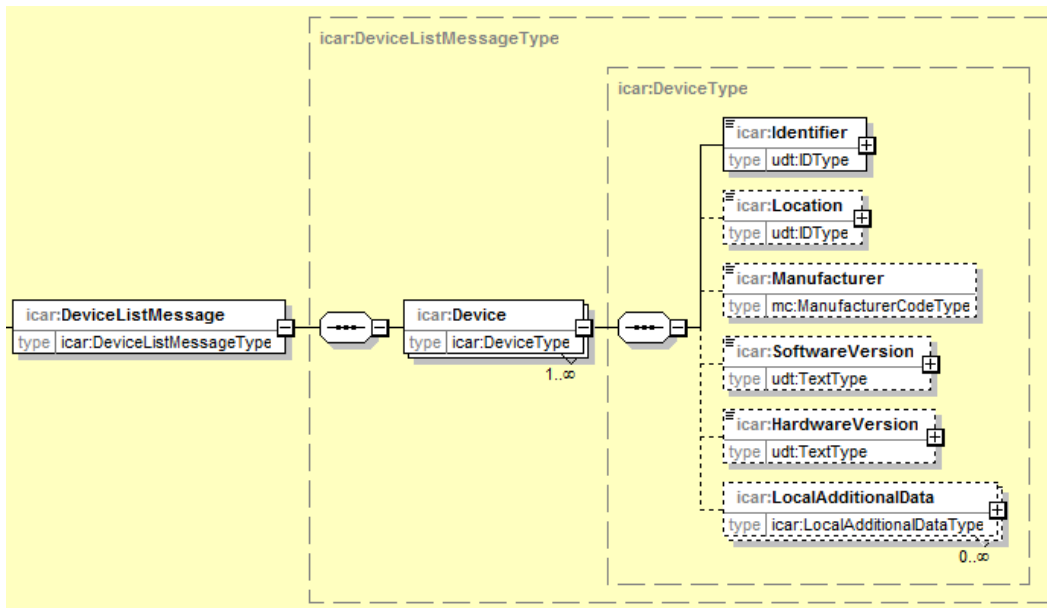 icar:DeviceListMessageType
icar:DeviceType
icar:Identifier
type udt:IDType
icar:Location
type udt:IDType
icar:Manufacturer
type mc:ManufacturerCodeType
icar:DeviceListMessage
type icar:DeviceListMessageType
icar:Device
type icar:DeviceType
1..∞
icar:SoftwareVersion
type udt:TextType
icar:HardwareVersion
type udt:TextType
icar:LocalAdditionalData
type icar:LocalAdditionalDataType
0..∞